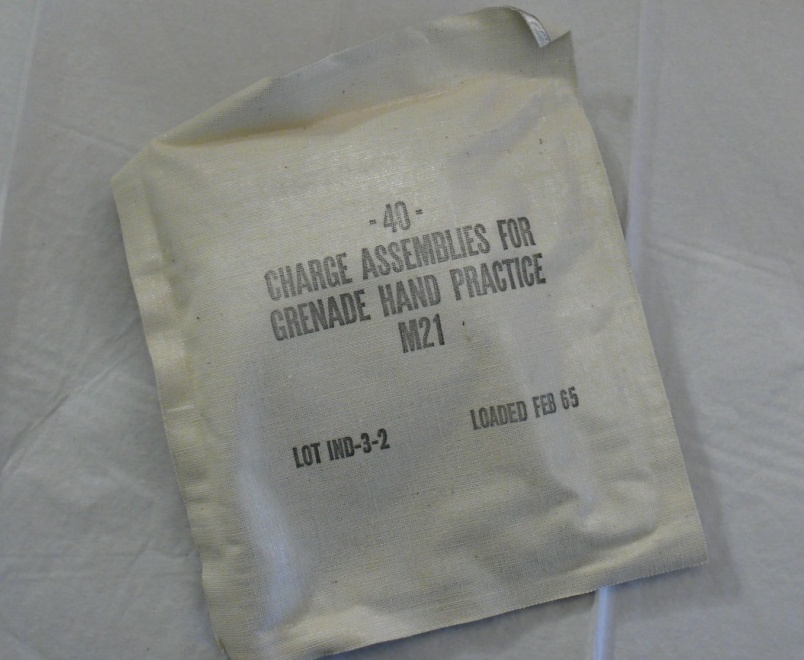 -40-
CHARGE ASSEMBLIES FOR
GRENADE HAND PRACTICE
M21
LOT IND-3-2
LOADED FEB 65